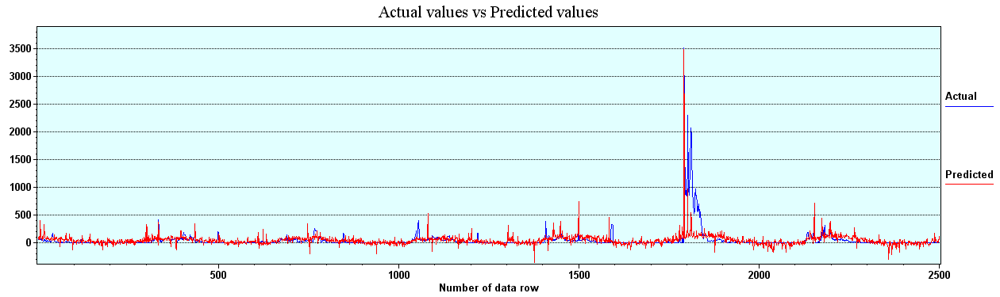 Actual values vs Predicted values
3500
3000
2500
2000
1500
1000
500
0
Actual
Predicted
500 1000 1500 2000 2500
Number of data row